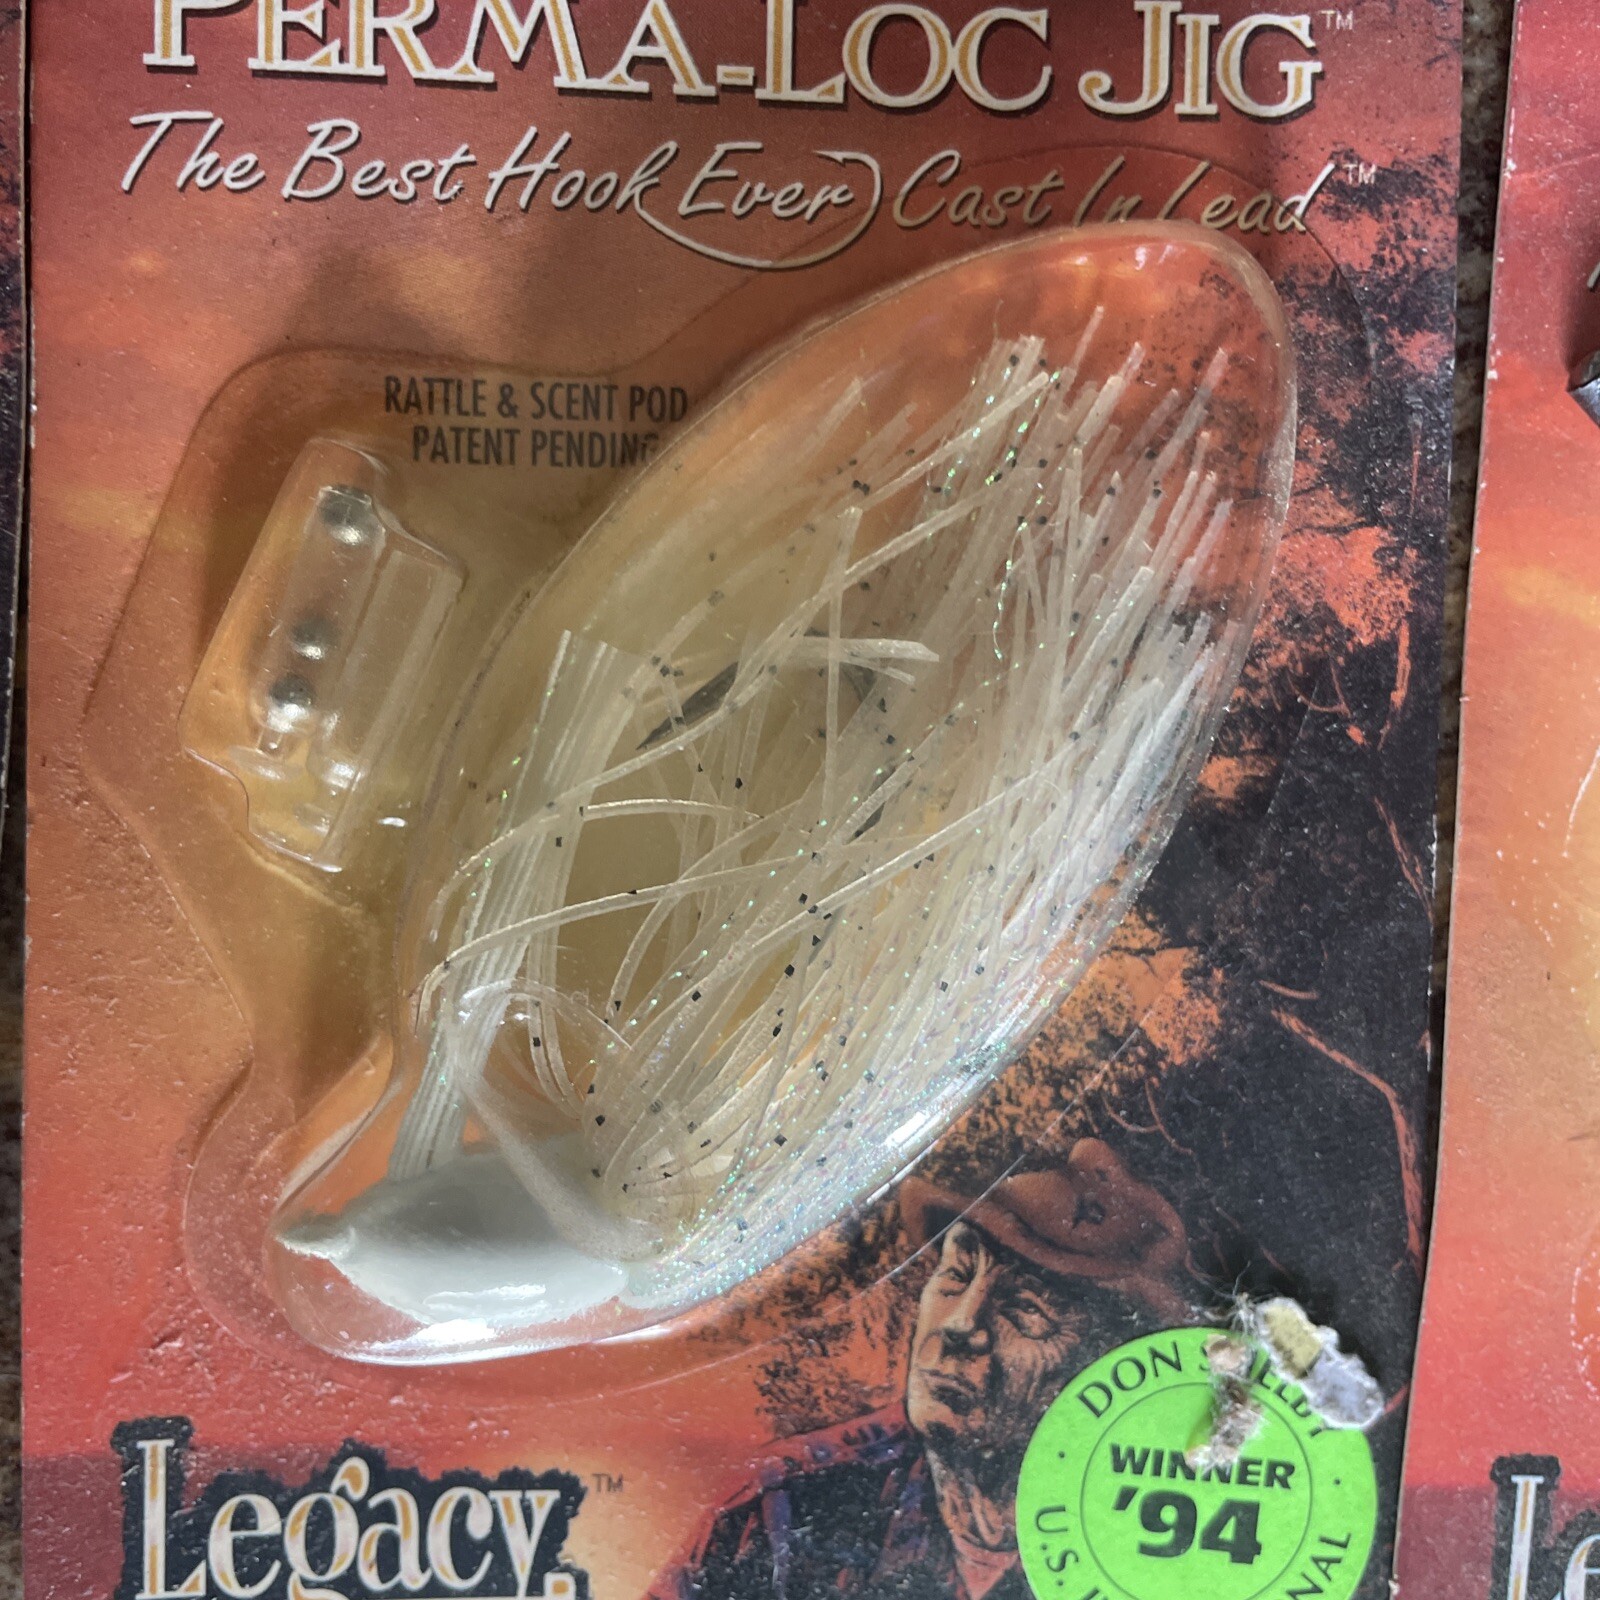 PERMA-LOC JIG™
The Best Hook Ever Cast In Lead™
RATTLE & SCENT POD
PATENT PENDING
Legacy™
DON
WINNER
'94
U.S.